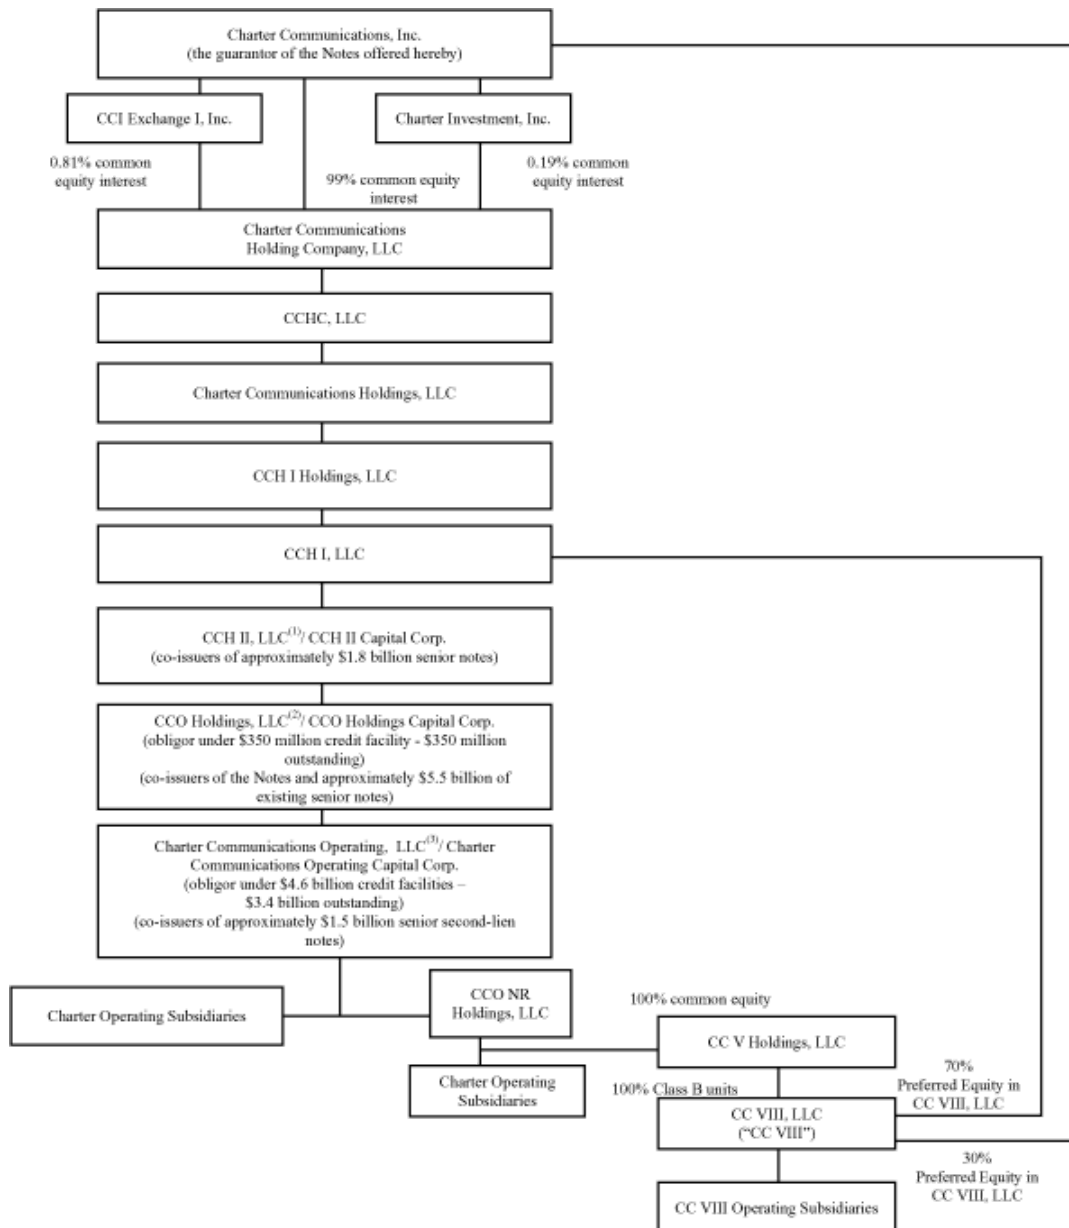 Charter Communications, Inc.
(the guarantor of the Notes offered hereby)
CCI Exchange I, Inc.
Charter Investment, Inc.
0.81% common
equity interest
99% common equity
interest
0.19% common
equity interest
Charter Communications
Holding Company, LLC
CCHC, LLC
Charter Communications Holdings, LLC
CCH I Holdings, LLC
CCH I, LLC
CCH II, LLC(1)/ CCH II Capital Corp.
(co-issuers of approximately $1.8 billion senior notes)
CCO Holdings, LLC(2)/ CCO Holdings Capital Corp.
(obligor under $350 million credit facility - $350 million
outstanding)
(co-issuers of the Notes and approximately $5.5 billion of
existing senior notes)
Charter Communications Operating, LLC(3)/ Charter
Communications Operating Capital Corp.
(obligor under $4.6 billion credit facilities –
$3.4 billion outstanding)
(co-issuers of approximately $1.5 billion senior second-lien
notes)
Charter Operating Subsidiaries
CCO NR
Holdings, LLC
100% common equity
CC V Holdings, LLC
Charter Operating
Subsidiaries
100% Class B units
70%
Preferred Equity in
CC VIII, LLC
CC VIII, LLC
(“CC VIII”)
30%
Preferred Equity in
CC VIII, LLC
CC VIII Operating Subsidiaries